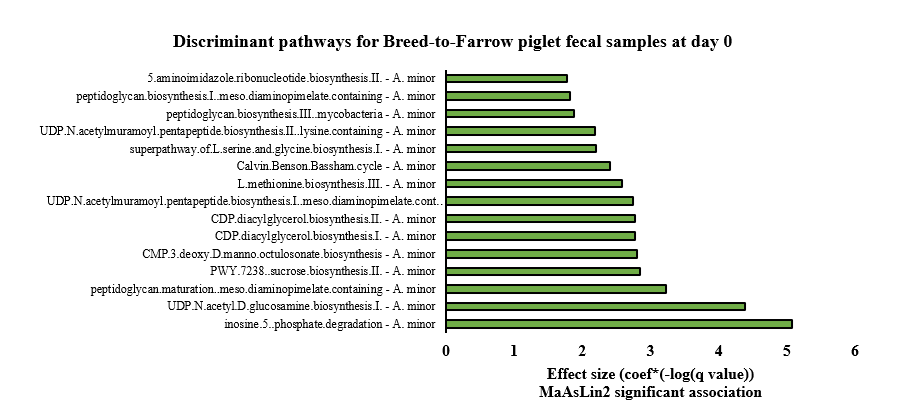 Discriminant pathways for Breed-to-Farrow piglet fecal samples at day 0
5.aminoimidazole.ribonucleotide.biosynthesis.II. - A. minor
peptidoglycan.biosynthesis.I..meso.diaminopimelate.containing - A. minor
peptidoglycan.biosynthesis.III..mycobacteria - A. minor
UDP.N.acetylmuramoyl.pentapeptide.biosynthesis.II..lysine.containing - A. minor
superpathway.of.L.serine.and.glycine.biosynthesis.I. - A. minor
Calvin.Benson.Bassham.cycle - A. minor
L.methionine.biosynthesis.III. - A. minor
UDP.N.acetylmuramoyl.pentapeptide.biosynthesis.I..meso.diaminopimelate.cont..
CDP.diacylglycerol.biosynthesis.II. - A. minor
CDP.diacylglycerol.biosynthesis.I. - A. minor
CMP.3.deoxy.D.manno.octulosonate.biosynthesis - A. minor
PWY.7238..sucrose.biosynthesis.II. - A. minor
peptidoglycan.maturation..meso.diaminopimelate.containing - A. minor
UDP.N.acetyl.D.glucosamine.biosynthesis.I. - A. minor
inosine.5..phosphate.degradation - A. minor
0 1 2 3 4 5 6
Effect size (coef*(-log(q value))
MaAsLin2 significant association